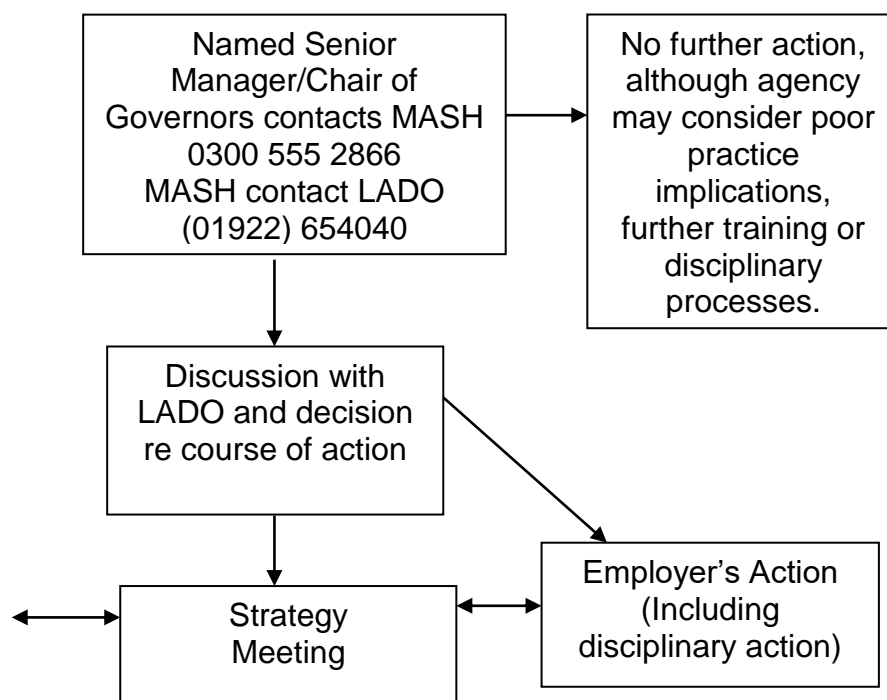 Named Senior
Manager/Chair of
Governors contacts MASH
0300 555 2866
MASH contact LADO
(01922) 654040
No further action,
although agency
may consider poor
practice
implications,
further training or
disciplinary
processes.
Discussion with
LADO and decision
re course of action
Strategy
Meeting
Employer’s Action
(Including
disciplinary action)